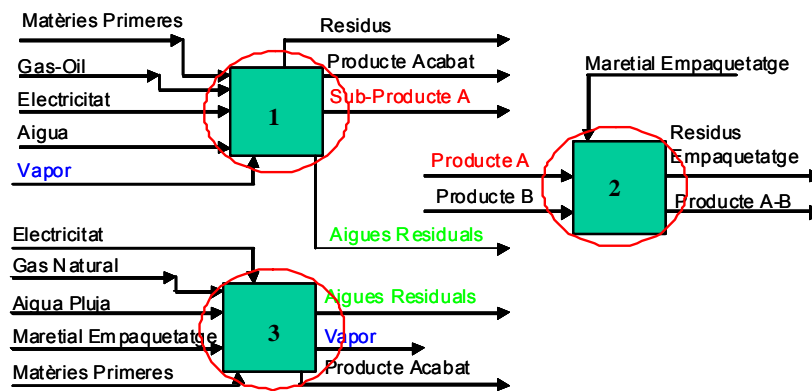 Matèries Primeres
Gas-Oil
Electricitat
Aigua
Vapor
1
Residus
Producte Acabat
Sub-Producte A
Aigues Residuals
Maretial Empaquetatge
Producte A
Producte B
2
Residus
Empaquetatge
Producte A-B
Electricitat
Gas Natural
Aigua Pluja
Maretial Empaquetatge
Matèries Primeres
3
Aigues Residuals
Vapor
Producte Acabat